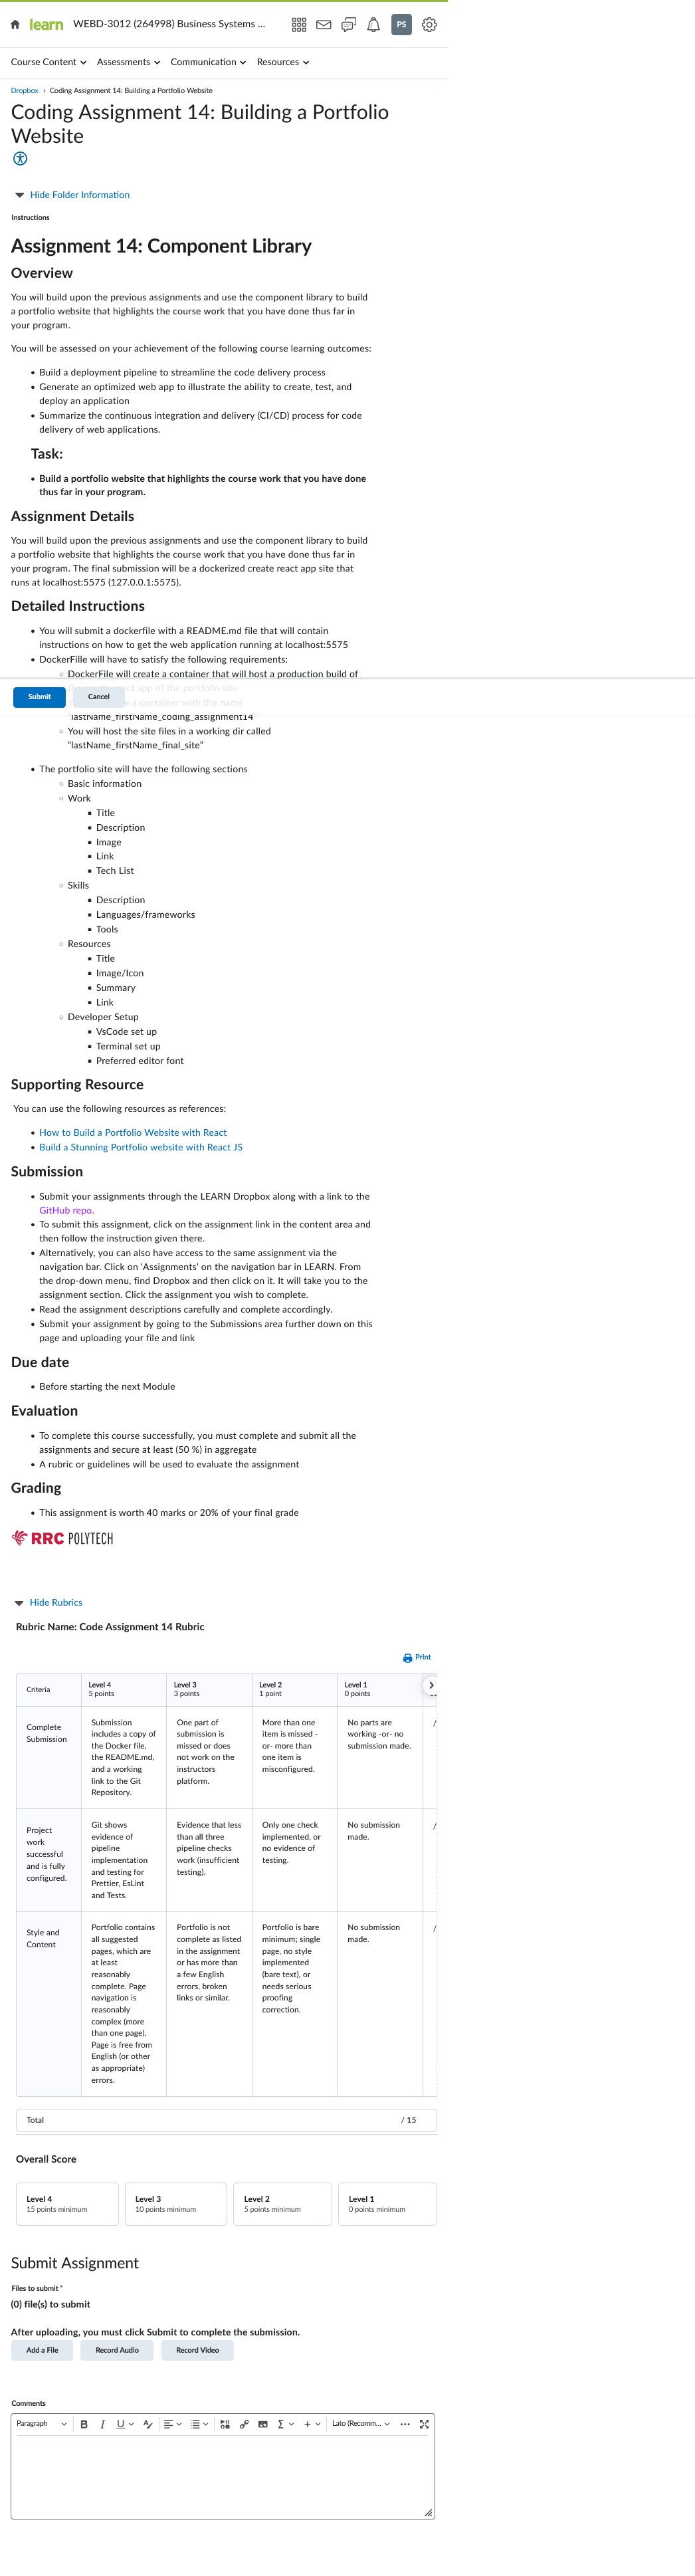 learn WEBD-3012 (264998) Business Systems ... PS
Course Content Assessments Communication Resources
Dropbox › Coding Assignment 14: Building a Portfolio Website
Coding Assignment 14: Building a Portfolio
Website
Hide Folder Information
Instructions
Assignment 14: Component Library
Overview
You will build upon the previous assignments and use the component library to build
a portfolio website that highlights the course work that you have done thus far in
your program.
You will be assessed on your achievement of the following course learning outcomes:
• Build a deployment pipeline to streamline the code delivery process
• Generate an optimized web app to illustrate the ability to create, test, and
deploy an application
• Summarize the continuous integration and delivery (CI/CD) process for code
delivery of web applications.
Task:
• Build a portfolio website that highlights the course work that you have done
thus far in your program.
Assignment Details
You will build upon the previous assignments and use the component library to build
a portfolio website that highlights the course work that you have done thus far in
your program. The final submission will be a dockerized create react app site that
runs at localhost:5575 (127.0.0.1:5575).
Detailed Instructions
• You will submit a dockerfile with a README.md file that will contain
instructions on how to get the web application running at localhost:5575
• DockerFille will have to satisfy the following requirements:
○ DockerFile will create a container that will host a production build of
app of the portfolio site
Submit Cancel
a container with the name
"lastName_firstName_coding_assignment14"
○ You will host the site files in a working dir called
"lastName_firstName_final_site"
• The portfolio site will have the following sections
○ Basic information
○ Work
▪ Title
▪ Description
▪ Image
▪ Link
▪ Tech List
○ Skills
▪ Description
▪ Languages/frameworks
▪ Tools
○ Resources
▪ Title
▪ Image/Icon
▪ Summary
▪ Link
○ Developer Setup
▪ VsCode set up
▪ Terminal set up
▪ Preferred editor font
Supporting Resource
You can use the following resources as references:
• How to Build a Portfolio Website with React
• Build a Stunning Portfolio website with React JS
Submission
• Submit your assignments through the LEARN Dropbox along with a link to the
GitHub repo.
• To submit this assignment, click on the assignment link in the content area and
then follow the instruction given there.
• Alternatively, you can also have access to the same assignment via the
navigation bar. Click on 'Assignments' on the navigation bar in LEARN. From
the drop-down menu, find Dropbox and then click on it. It will take you to the
assignment section. Click the assignment you wish to complete.
• Read the assignment descriptions carefully and complete accordingly.
• Submit your assignment by going to the Submissions area further down on this
page and uploading your file and link
Due date
• Before starting the next Module
Evaluation
• To complete this course successfully, you must complete and submit all the
assignments and secure at least (50 %) in aggregate
• A rubric or guidelines will be used to evaluate the assignment
Grading
• This assignment is worth 40 marks or 20% of your final grade
RRC POLYTECH
Hide Rubrics
Rubric Name: Code Assignment 14 Rubric
Print
Criteria
Level 4
5 points
Level 3
3 points
Level 2
1 point
Level 1
0 points
Complete
Submission
Submission
includes a copy of
the Docker file,
the README.md,
and a working
link to the Git
Repository.
One part of
submission is
missed or does
not work on the
instructors
platform.
More than one
item is missed -
or- more than
one item is
misconfigured.
No parts are
working -or- no
submission made.
/
Project
work
successful
and is fully
configured.
Git shows
evidence of
pipeline
implementation
and testing for
Prettier, EsLint
and Tests.
Evidence that less
than all three
pipeline checks
work (insufficient
testing).
Only one check
implemented, or
no evidence of
testing.
No submission
made.
/
Style and
Content
Portfolio contains
all suggested
pages, which are
at least
reasonably
complete. Page
navigation is
reasonably
complex (more
than one page).
Page is free from
English (or other
as appropriate)
errors.
Portfolio is not
complete as listed
in the assignment
or has more than
a few English
errors, broken
links or similar.
Portfolio is bare
minimum; single
page, no style
implemented
(bare text), or
needs serious
proofing
correction.
No submission
made.
/
Total / 15
Overall Score
Level 4
15 points minimum
Level 3
10 points minimum
Level 2
5 points minimum
Level 1
0 points minimum
Submit Assignment
Files to submit *
(0) file(s) to submit
After uploading, you must click Submit to complete the submission.
Add a File Record Audio Record Video
Comments
Paragraph B I U Lato (Recomm...